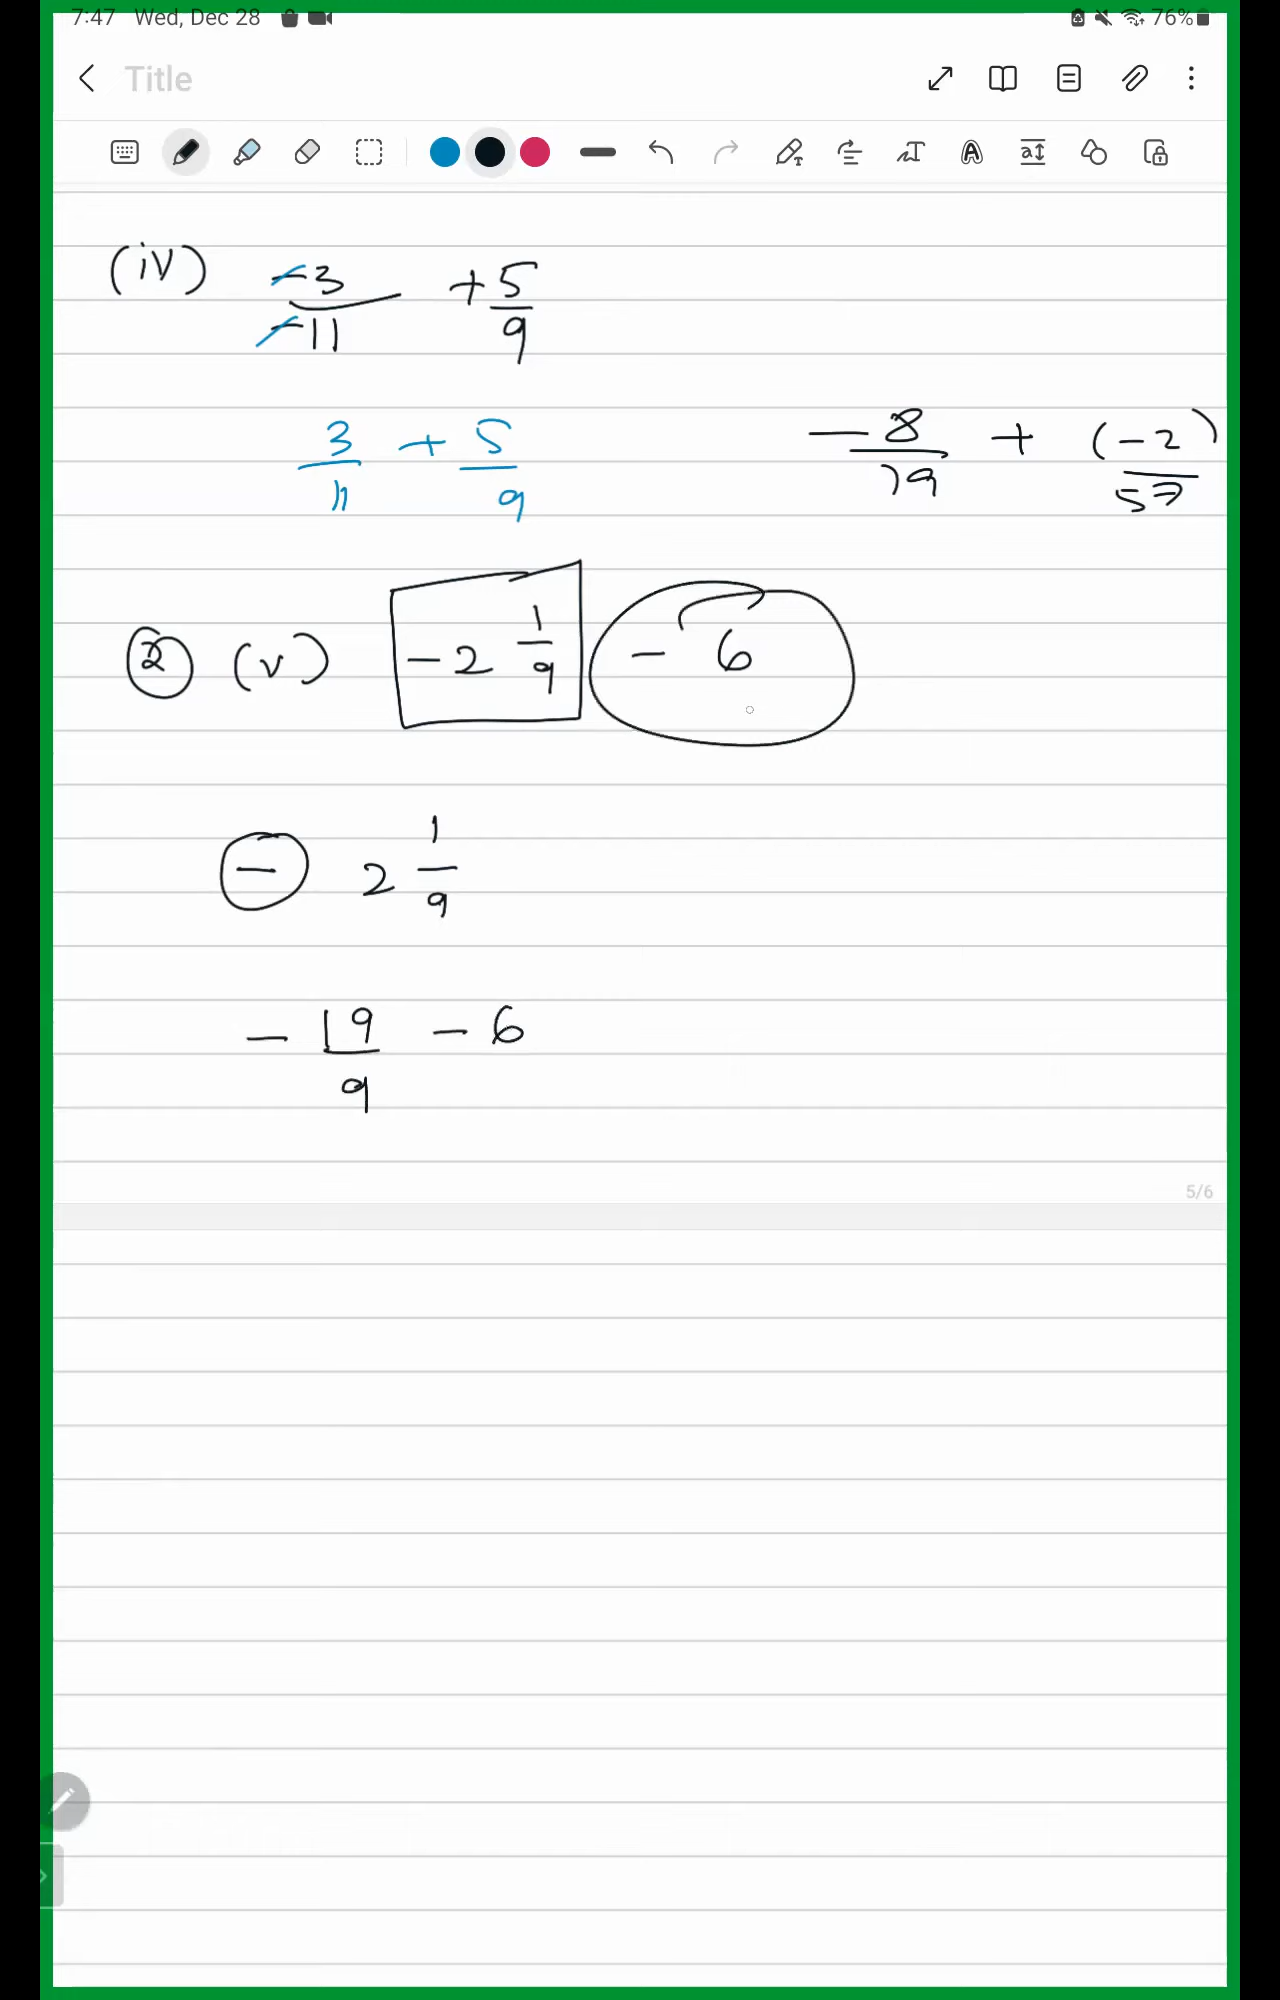 7:47 Wed, Dec 28 76%
Title
(iv) -3/-11 + 5/9
3/11 + 5/9
-8/19 + (-2)/57
② (v) -2 1/9 - 6
- 2 1/9
- 19/9 - 6
5/6